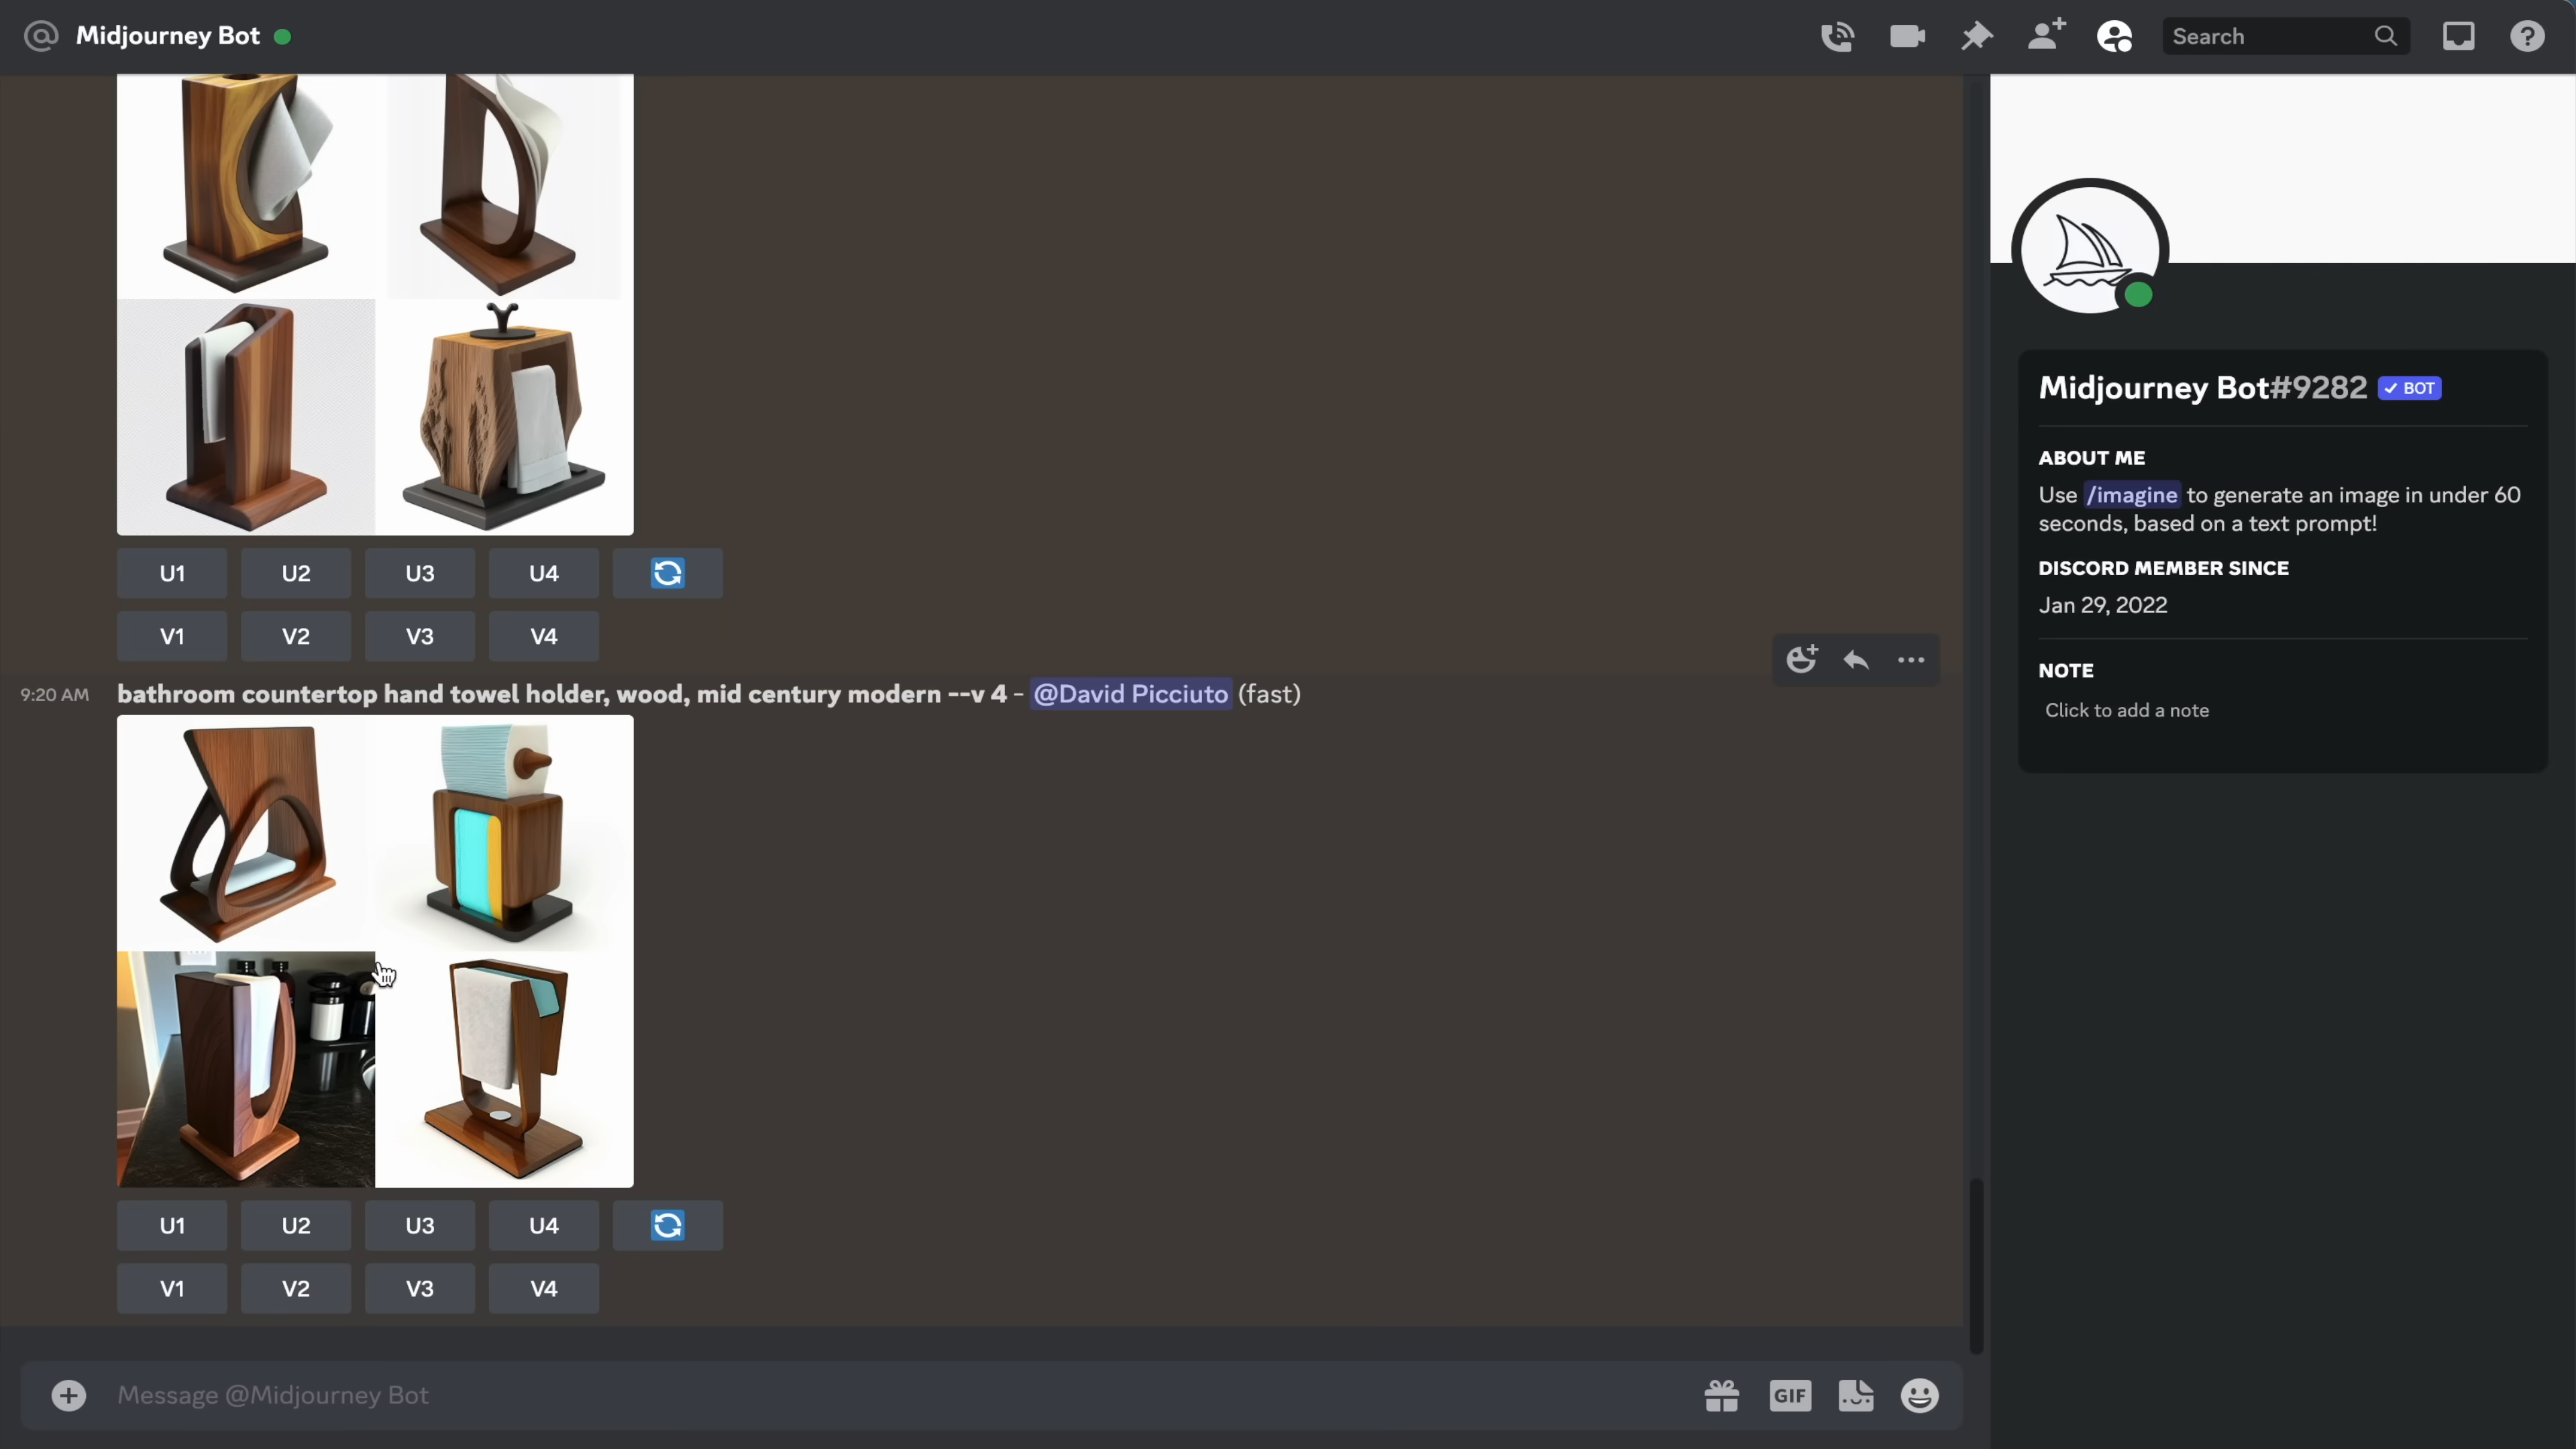 Midjourney Bot
Search
U1 U2 U3 U4
V1 V2 V3 V4
9:20 AM bathroom countertop hand towel holder, wood, mid century modern --v 4 - @David Picciuto (fast)
U1 U2 U3 U4
V1 V2 V3 V4
Message @Midjourney Bot
GIF
Midjourney Bot#9282 BOT
ABOUT ME
Use /imagine to generate an image in under 60
seconds, based on a text prompt!
DISCORD MEMBER SINCE
Jan 29, 2022
NOTE
Click to add a note